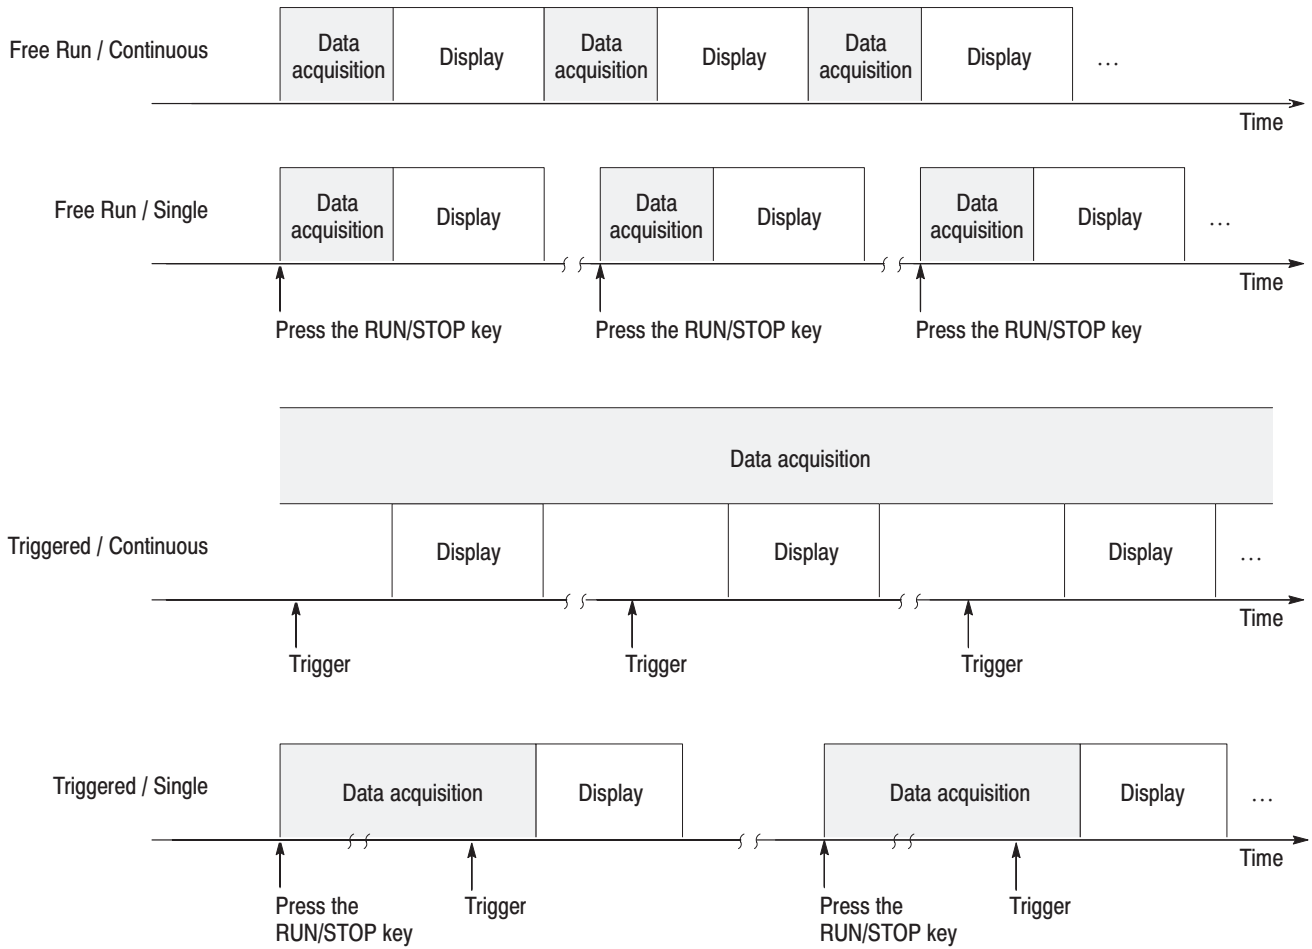 Free Run / Continuous
Data
acquisition
Display
Data
acquisition
Display
Data
acquisition
Display
...
Time
Free Run / Single
Data
acquisition
Display
Data
acquisition
Display
Data
acquisition
Display
...
Time
Press the RUN/STOP key
Press the RUN/STOP key
Press the RUN/STOP key
Data acquisition
Triggered / Continuous
Display
Display
Display
...
Time
Trigger
Trigger
Trigger
Triggered / Single
Data acquisition
Display
Data acquisition
Display
...
Time
Press the
RUN/STOP key
Trigger
Press the
RUN/STOP key
Trigger